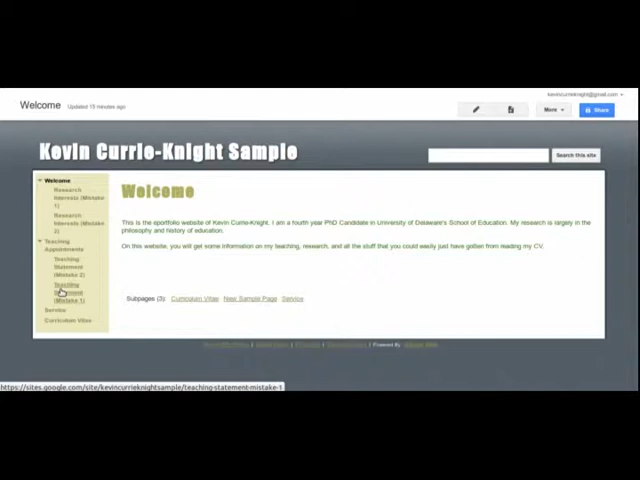 kevincurrieknight@gmail.com
Welcome Updated 15 minutes ago
More
Share
Kevin Currie-Knight Sample
Search this site
Welcome
Research
Interests (Mistake
1)
Research
Interests (Mistake
2)
Teaching
Appointments
Teaching
Statement
(Mistake 2)
Teaching
Statement
(Mistake 1)
Service
Curriculum Vitae
Welcome
This is the eportfolio website of Kevin Currie-Knight. I am a fourth year PhD Candidate in University of Delaware's School of Education. My research is largely in the
philosophy and history of education.
On this website, you will get some information on my teaching, research, and all the stuff that you could easily just have gotten from reading my CV.
Subpages (3): Curriculum Vitae New Sample Page Service
Powered By
https://sites.google.com/site/kevincurrieknightsample/teaching-statement-mistake-1